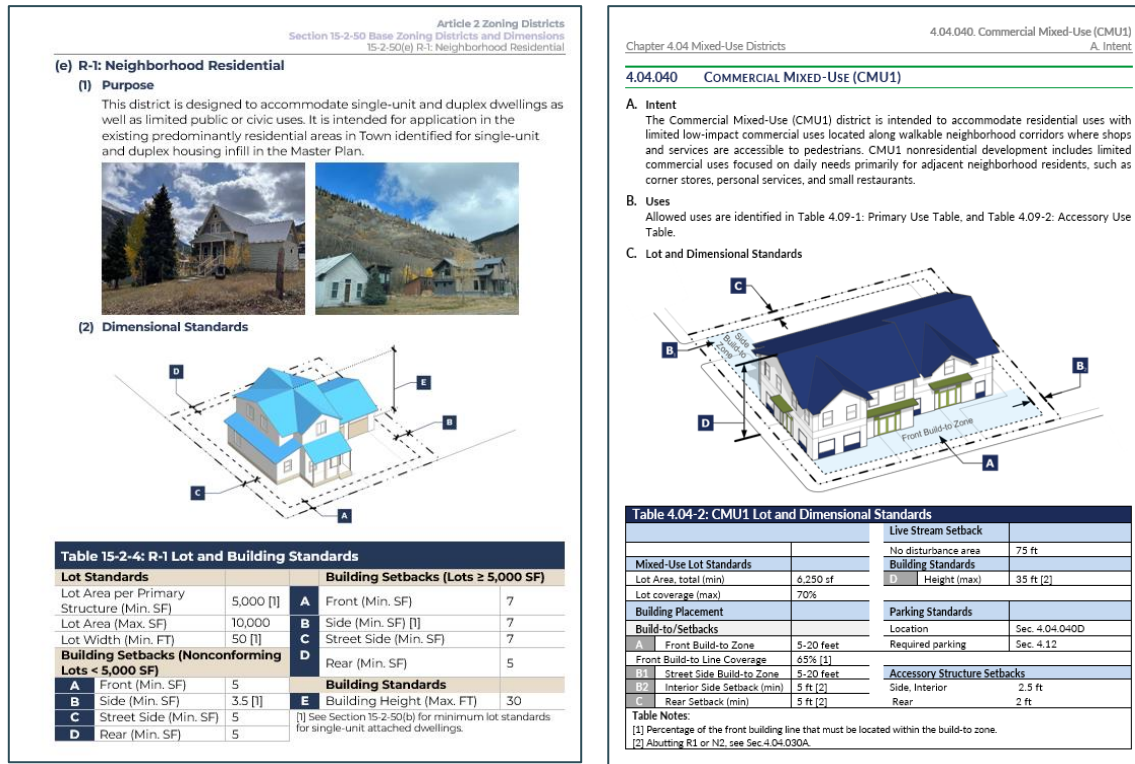 Article 2 Zoning Districts
Section 15-2-50 Base Zoning Districts and Dimensions
15-2-50(e) R-1: Neighborhood Residential
(e) R-1: Neighborhood Residential
(1) Purpose
This district is designed to accommodate single-unit and duplex dwellings as
well as limited public or civic uses. It is intended for application in the
existing predominantly residential areas in Town identified for single-unit
and duplex housing infill in the Master Plan.
(2) Dimensional Standards
D
E
B
C
A
Table 15-2-4: R-1 Lot and Building Standards
Lot Standards
Lot Area per Primary
Structure (Min. SF) 5,000 [1]
Lot Area (Max. SF) 10,000
Lot Width (Min. FT) 50 [1]
Building Setbacks (Nonconforming
Lots < 5,000 SF)
A Front (Min. SF) 5
B Side (Min. SF) 3.5 [1]
C Street Side (Min. SF) 5
D Rear (Min. SF) 5
Building Setbacks (Lots ≥ 5,000 SF)
A Front (Min. SF) 7
B Side (Min. SF) [1] 7
C Street Side (Min. SF) 7
D Rear (Min. SF) 5
Building Standards
E Building Height (Max. FT) 30
[1] See Section 15-2-50(b) for minimum lot standards
for single-unit attached dwellings.
4.04.040. Commercial Mixed-Use (CMU1)
Chapter 4.04 Mixed-Use Districts A. Intent
4.04.040 COMMERCIAL MIXED-USE (CMU1)
A. Intent
The Commercial Mixed-Use (CMU1) district is intended to accommodate residential uses with
limited low-impact commercial uses located along walkable neighborhood corridors where shops
and services are accessible to pedestrians. CMU1 nonresidential development includes limited
commercial uses focused on daily needs primarily for adjacent neighborhood residents, such as
corner stores, personal services, and small restaurants.
B. Uses
Allowed uses are identified in Table 4.09-1: Primary Use Table, and Table 4.09-2: Accessory Use
Table.
C. Lot and Dimensional Standards
C
Side
Build-to
Zone
B
B
D
Front Build-to Zone
A
Table 4.04-2: CMU1 Lot and Dimensional Standards
Mixed-Use Lot Standards
Lot Area, total (min) 6,250 sf
Lot coverage (max) 70%
Building Placement
Build-to/Setbacks
A Front Build-to Zone 5-20 feet
Front Build-to Line Coverage 65% [1]
B1 Street Side Build-to Zone 5-20 feet
B2 Interior Side Setback (min) 5 ft [2]
C Rear Setback (min) 5 ft [2]
Live Stream Setback
No disturbance area 75 ft
Building Standards
D Height (max) 35 ft [2]
Parking Standards
Location Sec. 4.04.040D
Required parking Sec. 4.12
Accessory Structure Setbacks
Side, Interior 2.5 ft
Rear 2 ft
Table Notes:
[1] Percentage of the front building line that must be located within the build-to zone.
[2] Abutting R1 or N2, see Sec.4.04.030A.